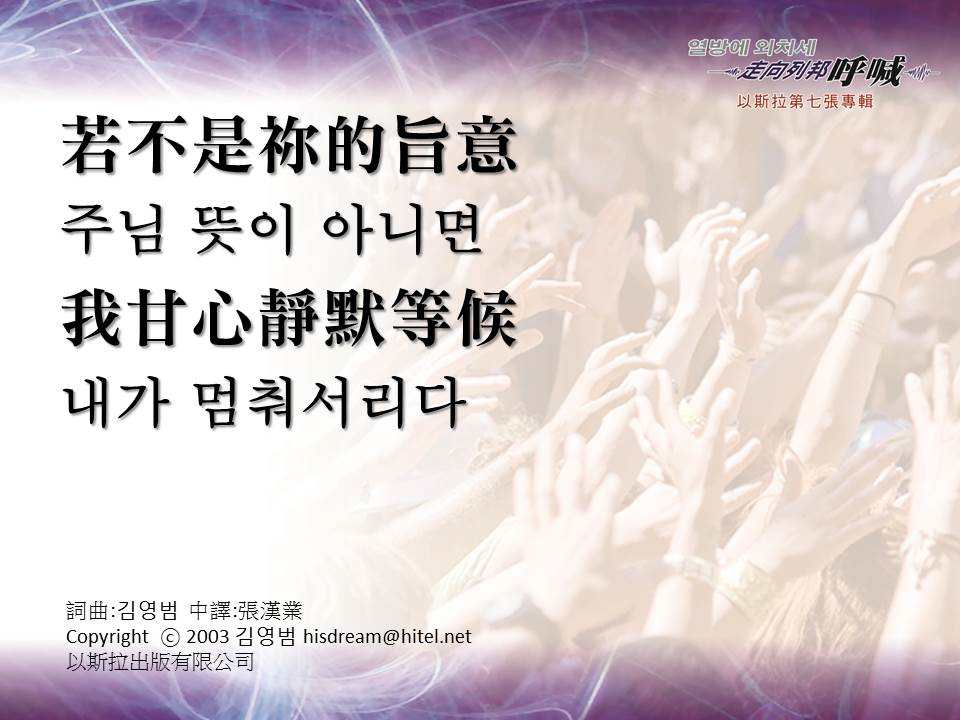 열방에 외치세
走向列邦呼喊
以斯拉第七張專輯
若不是祢的旨意
주님 뜻이 아니면
我甘心靜默等候
내가 멈춰서리다
詞曲:김영범 中譯:張漢業
Copyright ⓒ 2003 김영범 hisdream@hitel.net
以斯拉出版有限公司